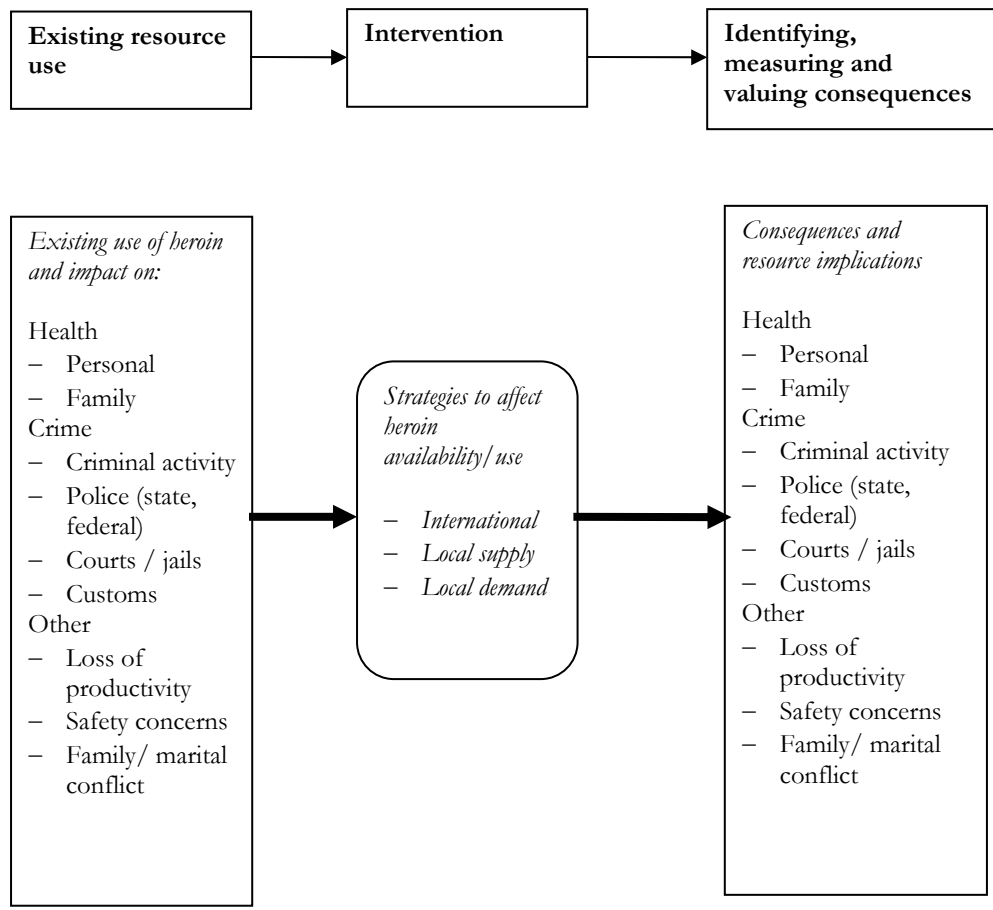 Existing resource
use
Intervention
Identifying,
measuring and
valuing consequences
Existing use of heroin
and impact on:
Health
– Personal
– Family
Crime
– Criminal activity
– Police (state,
federal)
– Courts / jails
– Customs
Other
– Loss of
productivity
– Safety concerns
– Family/ marital
conflict
Strategies to affect
heroin
availability/use
– International
– Local supply
– Local demand
Consequences and
resource implications
Health
– Personal
– Family
Crime
– Criminal activity
– Police (state,
federal)
– Courts / jails
– Customs
Other
– Loss of
productivity
– Safety concerns
– Family/ marital
conflict